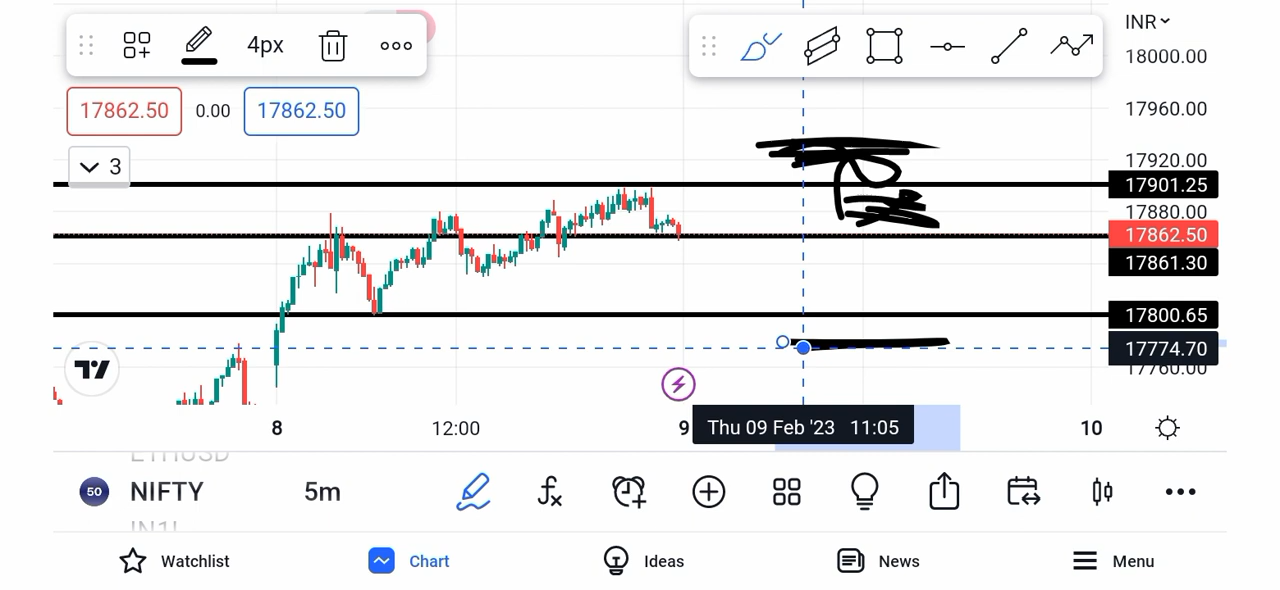 4px
INR
18000.00
17862.50 0.00 17862.50
17960.00
3
17920.00
17901.25
17880.00
17862.50
17861.30
17800.65
17774.70
17760.00
8 12:00 9 Thu 09 Feb '23 11:05 10
ETHUSD
50 NIFTY 5m
Watchlist Chart Ideas News Menu